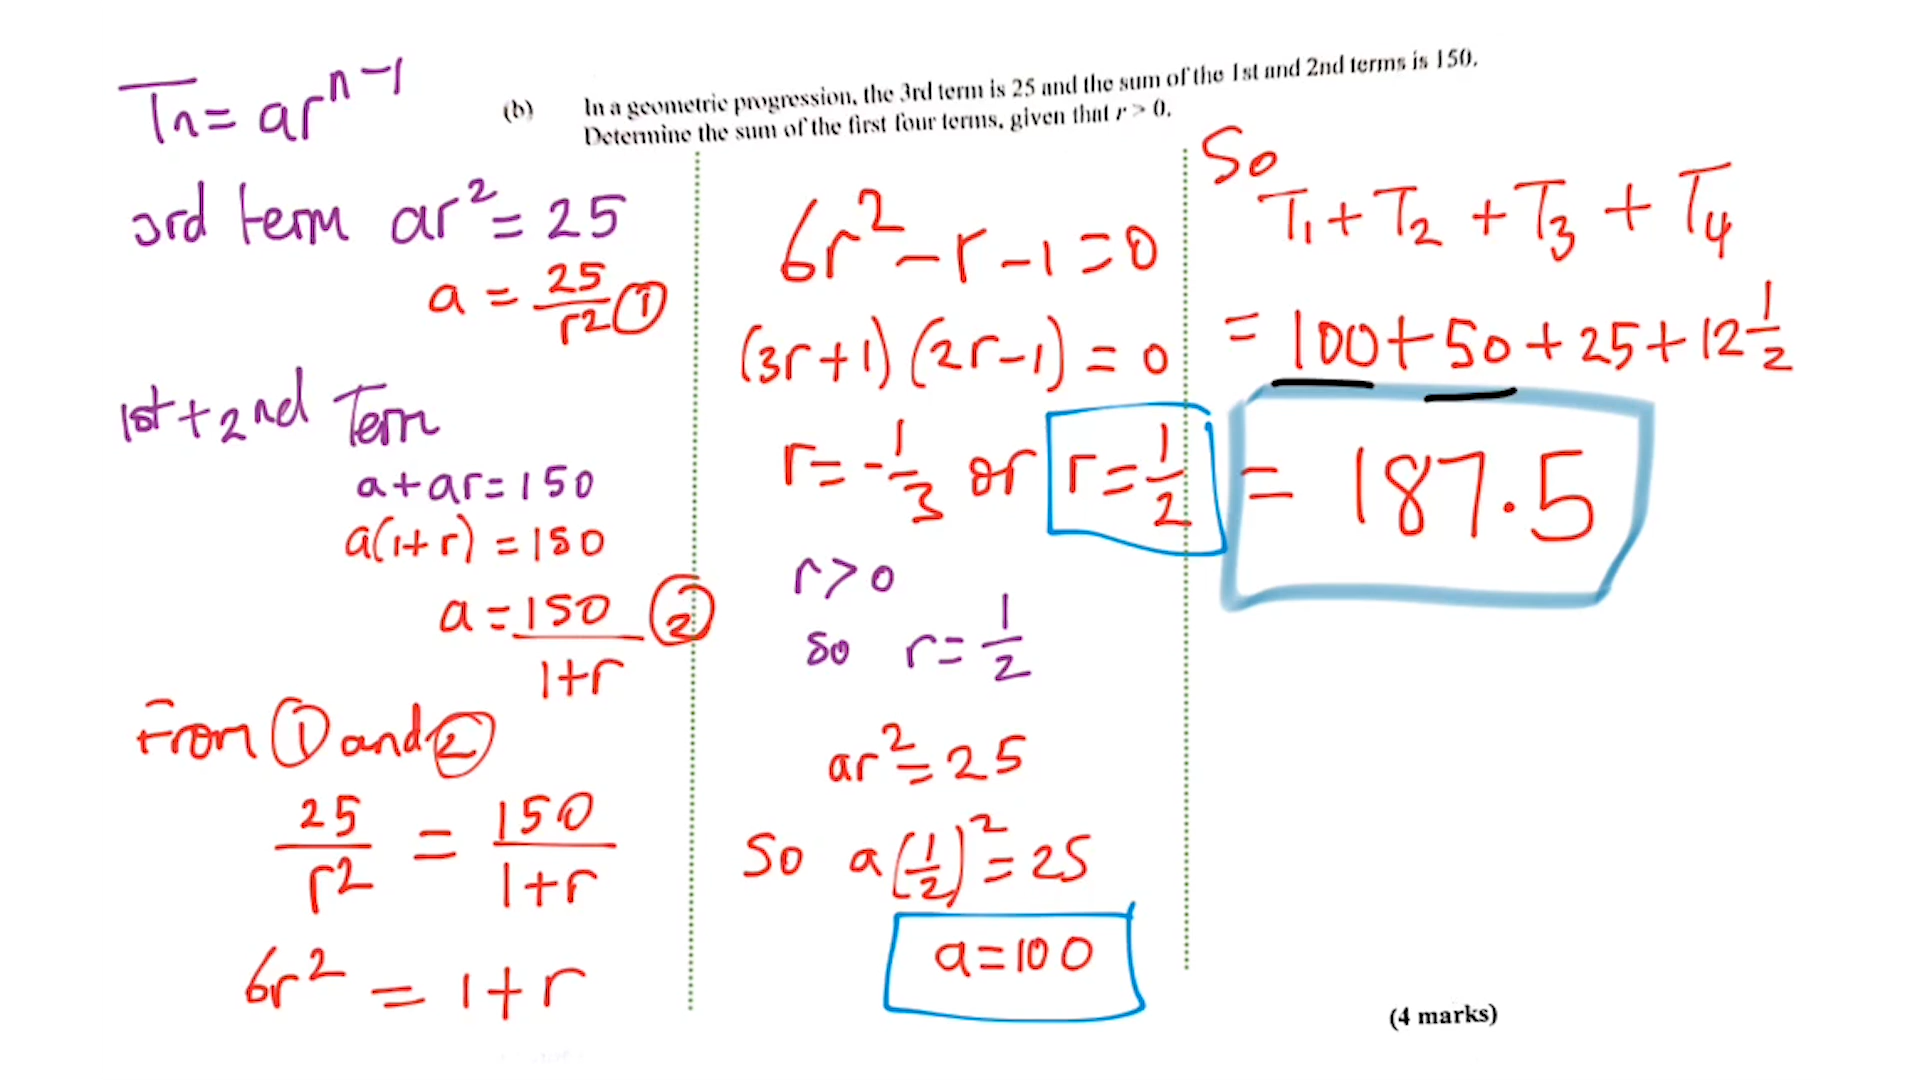 (b) In a geometric progression, the 3rd term is 25 and the sum of the 1st and 2nd terms is 150.
Determine the sum of the first four terms, given that r > 0.
Tn = ar^(n-1)
3rd term ar² = 25
a = 25/r2 ①
1st + 2nd Term
a + ar = 150
a(1+r) = 150
a = 150/(1+r) ②
From ① and ②
25/r2 = 150/(1+r)
6r² = 1+r
6r² - r - 1 = 0
(3r+1)(2r-1) = 0
r = -1/3 or r = 1/2
r > 0
so r = 1/2
ar² = 25
So a(1/2)² = 25
a = 100
So
T₁ + T₂ + T₃ + T₄
= 100 + 50 + 25 + 12 1/2
= 187.5
(4 marks)